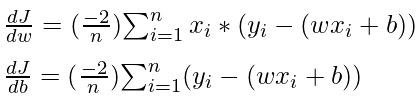 dJ/dw = (-2/n)∑_{i=1}^{n} x_i * (y_i - (wx_i + b))
dJ/db = (-2/n)∑_{i=1}^{n}(y_i - (wx_i + b))